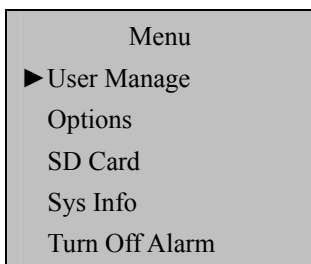 Menu
►User Manage
Options
SD Card
Sys Info
Turn Off Alarm